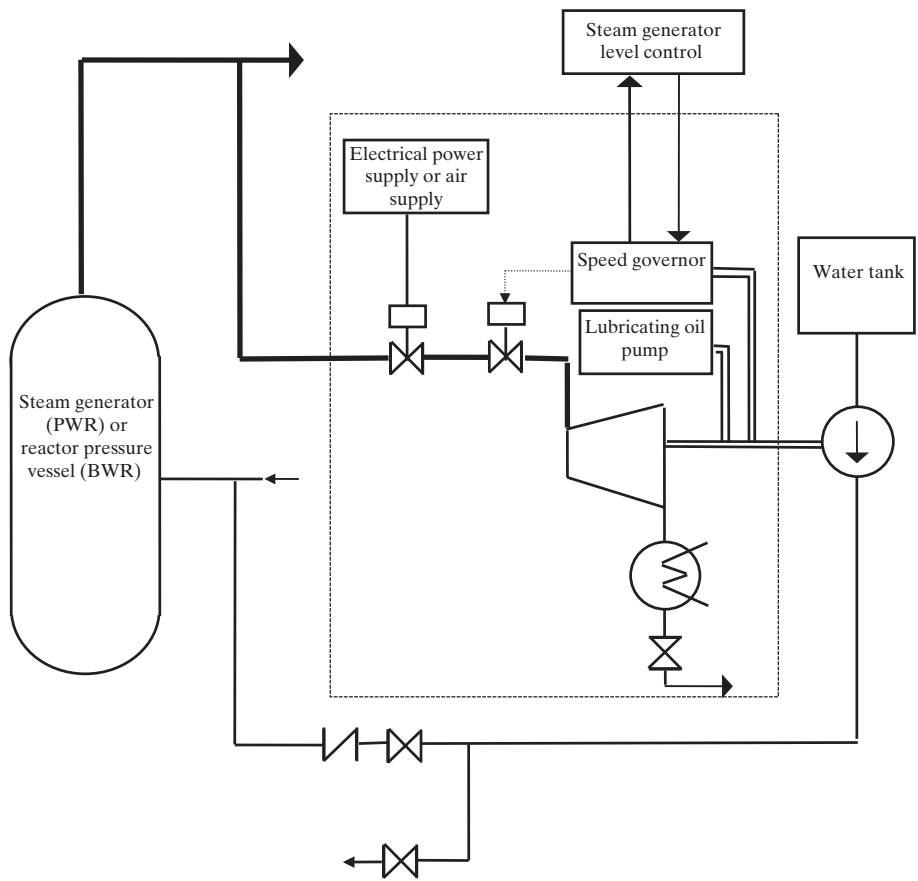 Steam generator
level control
Electrical power
supply or air
supply
Speed governor
Water tank
Lubricating oil
pump
Steam generator
(PWR) or
reactor pressure
vessel (BWR)